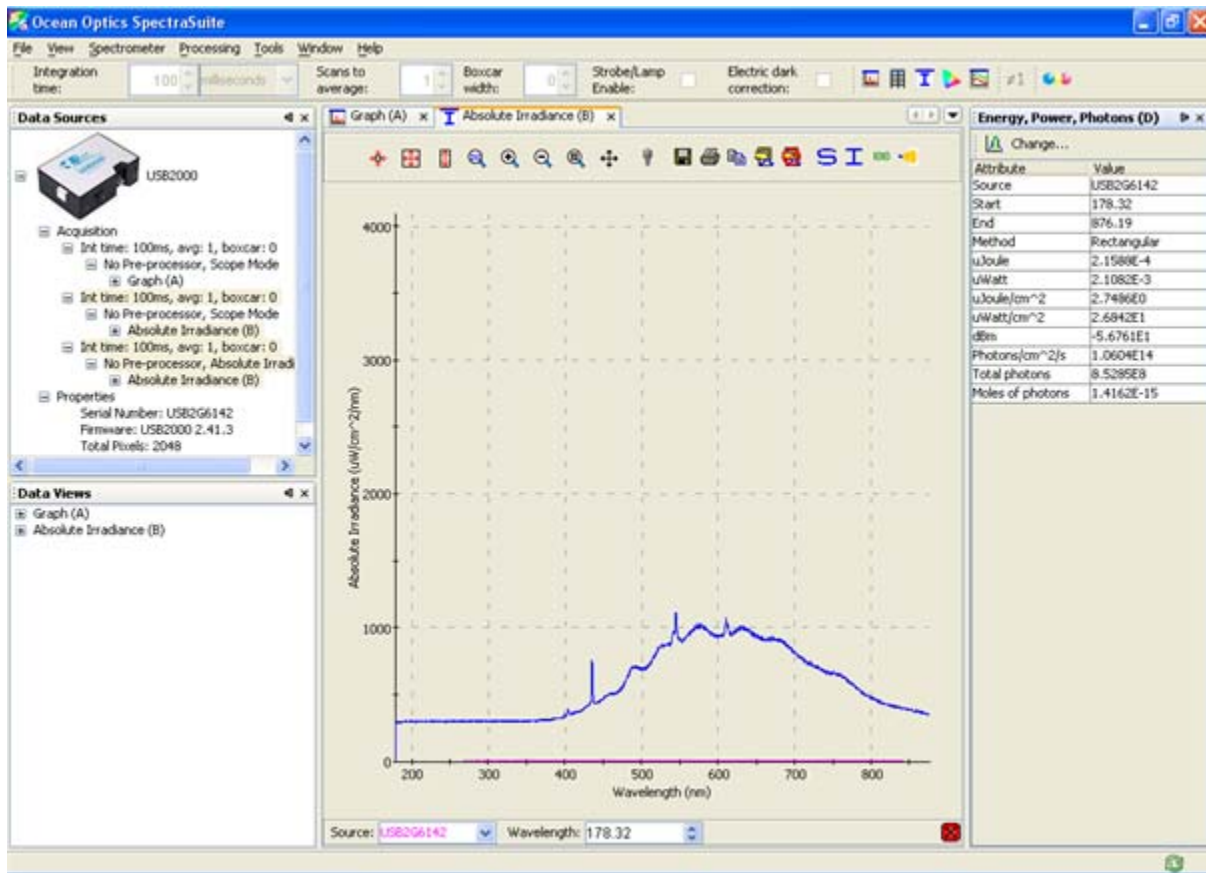 Ocean Optics SpectraSuite
File View Spectrometer Processing Tools Window Help
Integration time: 100 milliseconds Scans to average: 1 Boxcar width: 0 Strobe/Lamp Enable: Electric dark correction: ≠1
Data Sources
USB2000
Acquisition
Int time: 100ms, avg: 1, boxcar: 0
No Pre-processor, Scope Mode
Graph (A)
Int time: 100ms, avg: 1, boxcar: 0
No Pre-processor, Scope Mode
Absolute Irradiance (B)
Int time: 100ms, avg: 1, boxcar: 0
No Pre-processor, Absolute Irradi
Absolute Irradiance (B)
Properties
Serial Number: USB2G6142
Firmware: USB2000 2.41.3
Total Pixels: 2048
Data Views
Graph (A)
Absolute Irradiance (B)
Graph (A) Absolute Irradiance (B)
S I
4000
3000
2000
1000
0
Absolute Irradiance (uW/cm^2/nm)
200 300 400 500 600 700 800
Wavelength (nm)
Source: USB2G6142 Wavelength: 178.32
Energy, Power, Photons (D)
Change...
Attribute Value
Source USB2G6142
Start 178.32
End 876.19
Method Rectangular
uJoule 2.1588E-4
uWatt 2.1082E-3
uJoule/cm^2 2.7486E0
uWatt/cm^2 2.6842E1
dBm -5.6761E1
Photons/cm^2/s 1.0604E14
Total photons 8.5285E8
Moles of photons 1.4162E-15